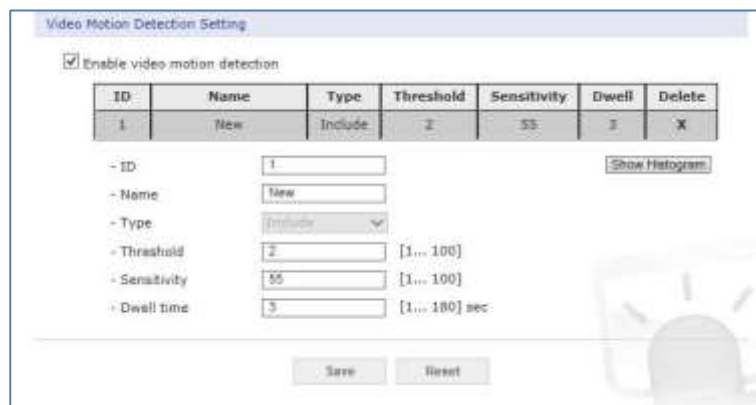 Video Motion Detection Setting
Enable video motion detection
ID Name Type Threshold Sensitivity Dwell Delete
1 New Include 2 55 3 X
- ID 1 Show Histogram
- Name New
- Type Include
- Threshold 2 [1... 100]
- Sensitivity 55 [1... 100]
- Dwell time 3 [1... 180] sec
Save Reset